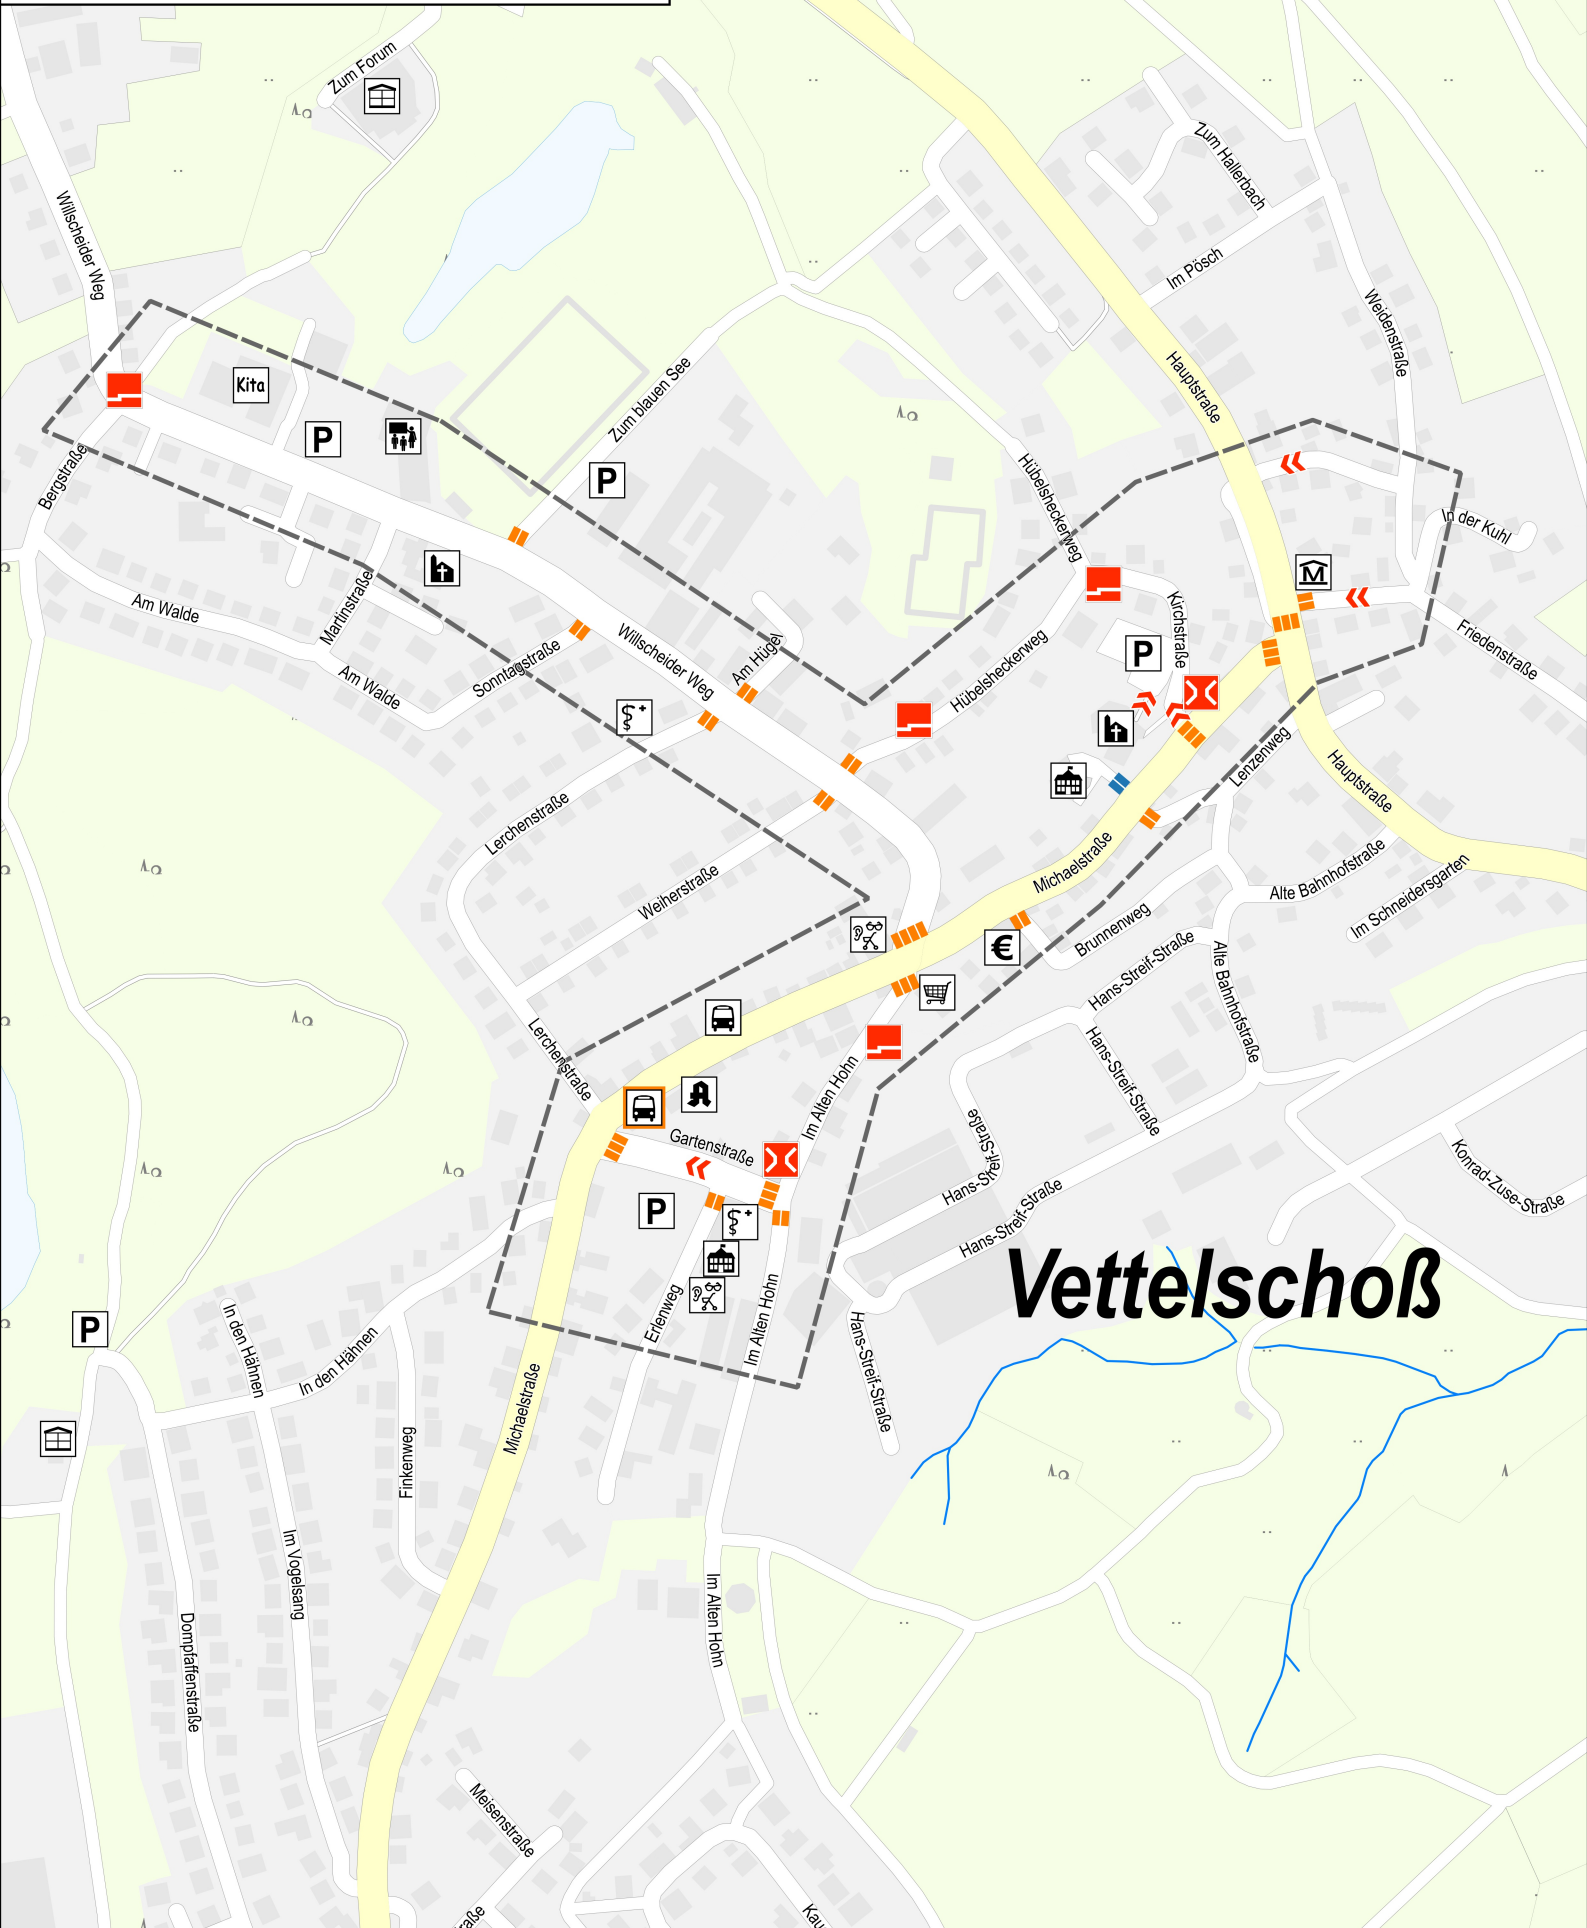 Zum Forum
Zum Hallerbach
Willscheider Weg
Im Pösch
Weidenstraße
Hauptstraße
Kita
P
Zum blauen See
P
Bergstraße
Hübelsheckerweg
In der Kuhl
Am Walde
Martinstraße
Kirchstraße
M
Friedenstraße
Willscheider Weg
Am Hügel
P
Hübelsheckerweg
Sonntagstraße
Am Walde
Lenzenweg
Hauptstraße
Lerchenstraße
Michaelstraße
Alte Bahnhofstraße
Im Schneidersgarten
Weiherstraße
Brunnenweg
€
Hans-Streif-Straße
Alte Bahnhofstraße
Lerchenstraße
Hans-Streif-Straße
Im Alten Hohn
Gartenstraße
Hans-Streif-Straße
Hans-Streif-Straße
Konrad-Zuse-Straße
P
Vettelschoß
Erlenweg
Im Alten Hohn
Hans-Streif-Straße
P
In den Hähnen
In den Hähnen
Michaelstraße
Finkenweg
Im Vogelsang
Im Alten Hohn
Dompfaffenstraße
Meisenstraße
aße
Kau